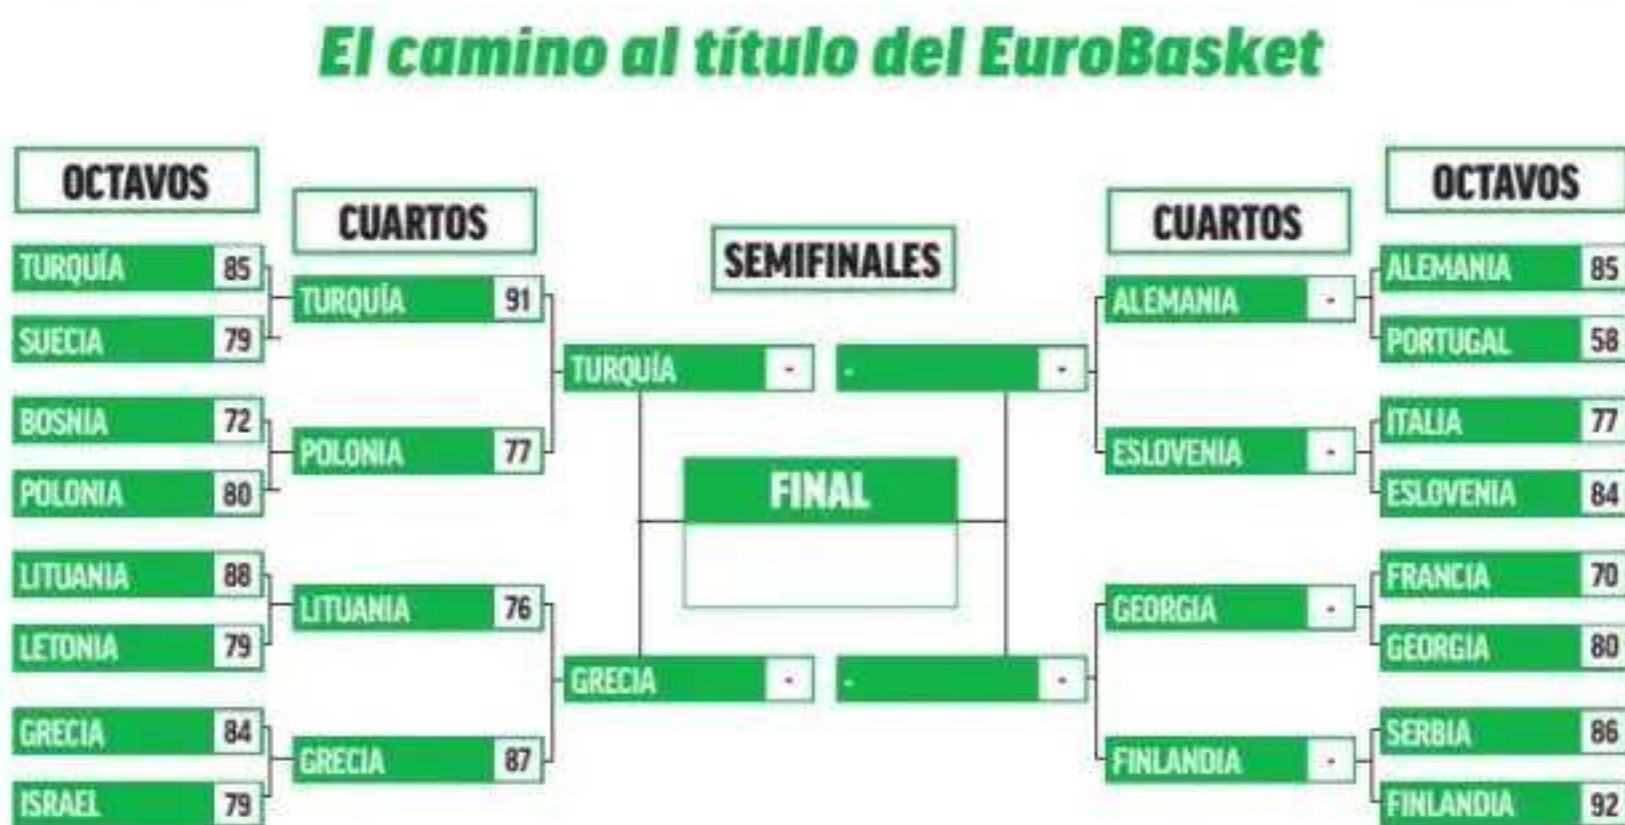 El camino al título del EuroBasket
OCTAVOS
TURQUÍA 85
SUECIA 79
BOSNIA 72
POLONIA 80
LITUANIA 88
LETONIA 79
GRECIA 84
ISRAEL 79
CUARTOS
TURQUÍA 91
POLONIA 77
LITUANIA 76
GRECIA 87
SEMIFINALES
TURQUÍA -
- -
FINAL
GRECIA -
- -
CUARTOS
ALEMANIA -
ESLOVENIA -
GEORGIA -
FINLANDIA -
OCTAVOS
ALEMANIA 85
PORTUGAL 58
ITALIA 77
ESLOVENIA 84
FRANCIA 70
GEORGIA 80
SERBIA 86
FINLANDIA 92